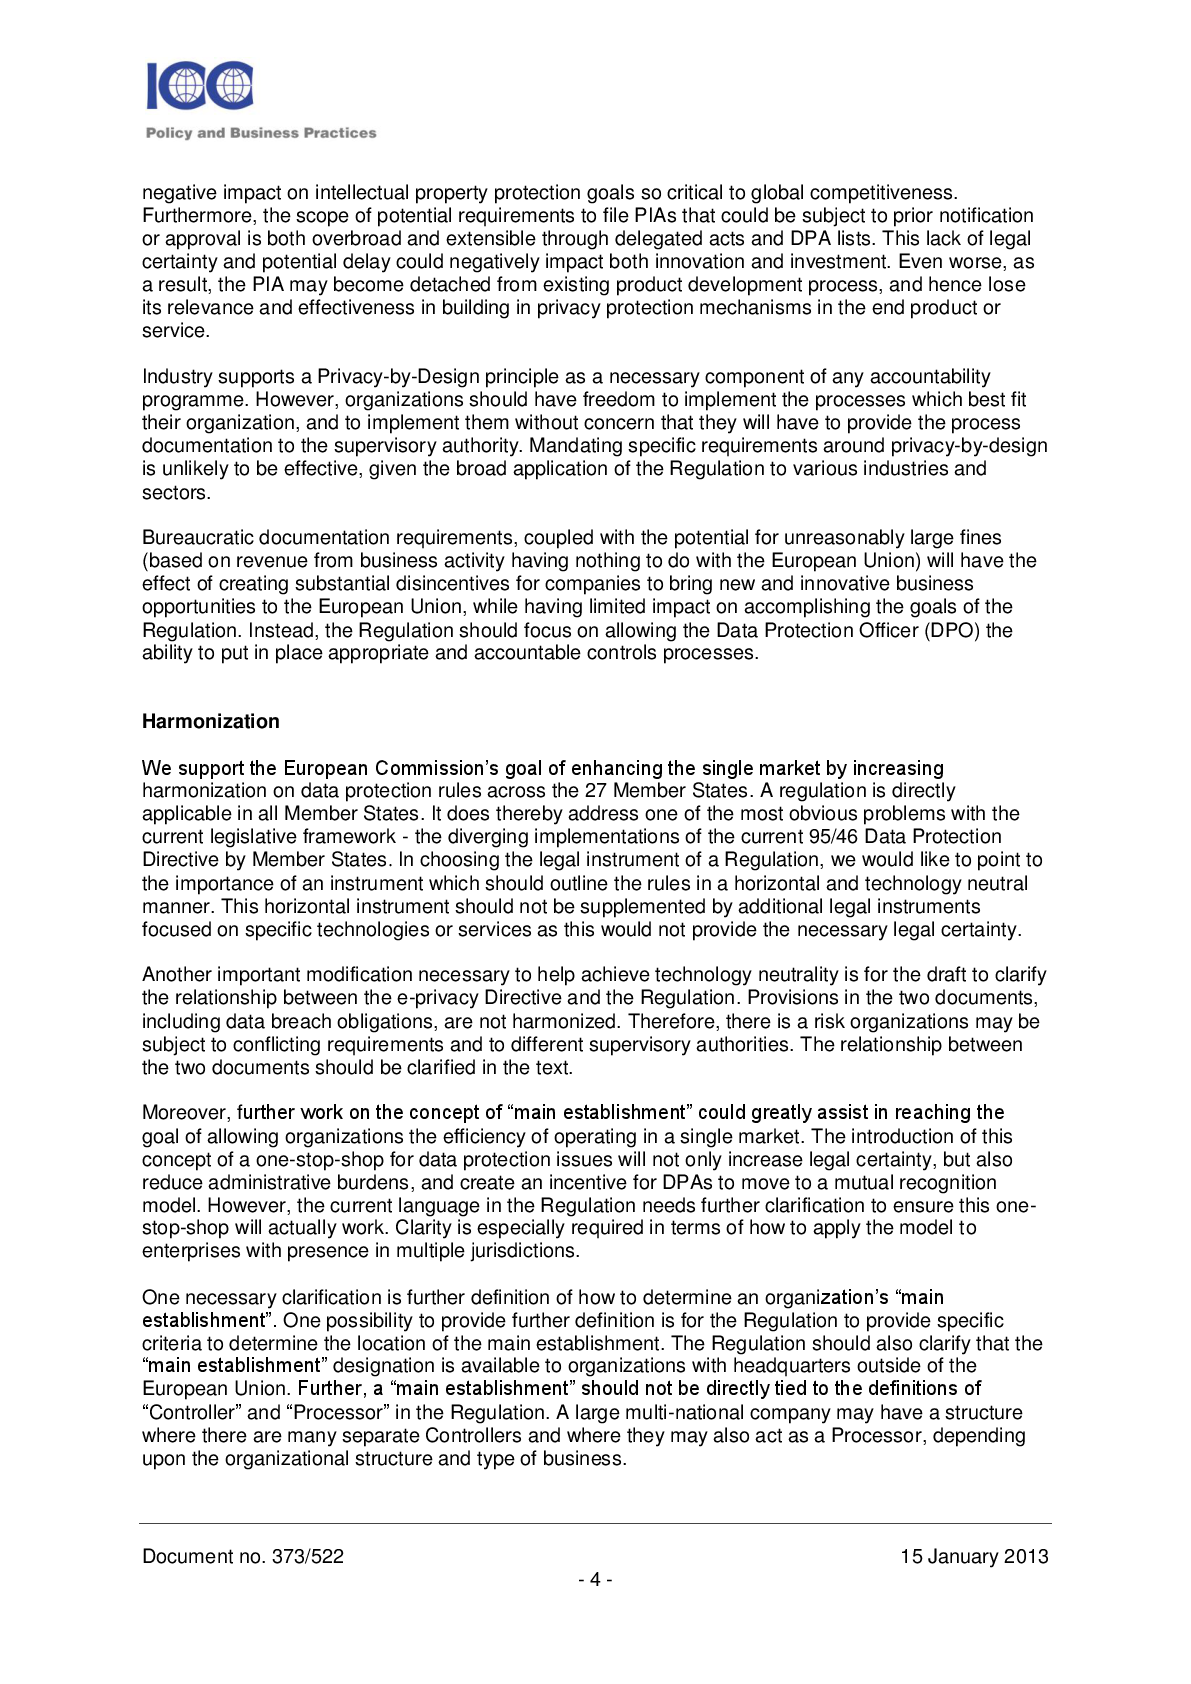 ICC
Policy and Business Practices
negative impact on intellectual property protection goals so critical to global competitiveness.
Furthermore, the scope of potential requirements to file PIAs that could be subject to prior notification
or approval is both overbroad and extensible through delegated acts and DPA lists. This lack of legal
certainty and potential delay could negatively impact both innovation and investment. Even worse, as
a result, the PIA may become detached from existing product development process, and hence lose
its relevance and effectiveness in building in privacy protection mechanisms in the end product or
service.
Industry supports a Privacy-by-Design principle as a necessary component of any accountability
programme. However, organizations should have freedom to implement the processes which best fit
their organization, and to implement them without concern that they will have to provide the process
documentation to the supervisory authority. Mandating specific requirements around privacy-by-design
is unlikely to be effective, given the broad application of the Regulation to various industries and
sectors.
Bureaucratic documentation requirements, coupled with the potential for unreasonably large fines
(based on revenue from business activity having nothing to do with the European Union) will have the
effect of creating substantial disincentives for companies to bring new and innovative business
opportunities to the European Union, while having limited impact on accomplishing the goals of the
Regulation. Instead, the Regulation should focus on allowing the Data Protection Officer (DPO) the
ability to put in place appropriate and accountable controls processes.
Harmonization
We support the European Commission’s goal of enhancing the single market by increasing
harmonization on data protection rules across the 27 Member States. A regulation is directly
applicable in all Member States. It does thereby address one of the most obvious problems with the
current legislative framework - the diverging implementations of the current 95/46 Data Protection
Directive by Member States. In choosing the legal instrument of a Regulation, we would like to point to
the importance of an instrument which should outline the rules in a horizontal and technology neutral
manner. This horizontal instrument should not be supplemented by additional legal instruments
focused on specific technologies or services as this would not provide the necessary legal certainty.
Another important modification necessary to help achieve technology neutrality is for the draft to clarify
the relationship between the e-privacy Directive and the Regulation. Provisions in the two documents,
including data breach obligations, are not harmonized. Therefore, there is a risk organizations may be
subject to conflicting requirements and to different supervisory authorities. The relationship between
the two documents should be clarified in the text.
Moreover, further work on the concept of “main establishment” could greatly assist in reaching the
goal of allowing organizations the efficiency of operating in a single market. The introduction of this
concept of a one-stop-shop for data protection issues will not only increase legal certainty, but also
reduce administrative burdens, and create an incentive for DPAs to move to a mutual recognition
model. However, the current language in the Regulation needs further clarification to ensure this one-
stop-shop will actually work. Clarity is especially required in terms of how to apply the model to
enterprises with presence in multiple jurisdictions.
One necessary clarification is further definition of how to determine an organization’s “main
establishment”. One possibility to provide further definition is for the Regulation to provide specific
criteria to determine the location of the main establishment. The Regulation should also clarify that the
“main establishment” designation is available to organizations with headquarters outside of the
European Union. Further, a “main establishment” should not be directly tied to the definitions of
“Controller” and “Processor” in the Regulation. A large multi-national company may have a structure
where there are many separate Controllers and where they may also act as a Processor, depending
upon the organizational structure and type of business.
Document no. 373/522 15 January 2013
- 4 -